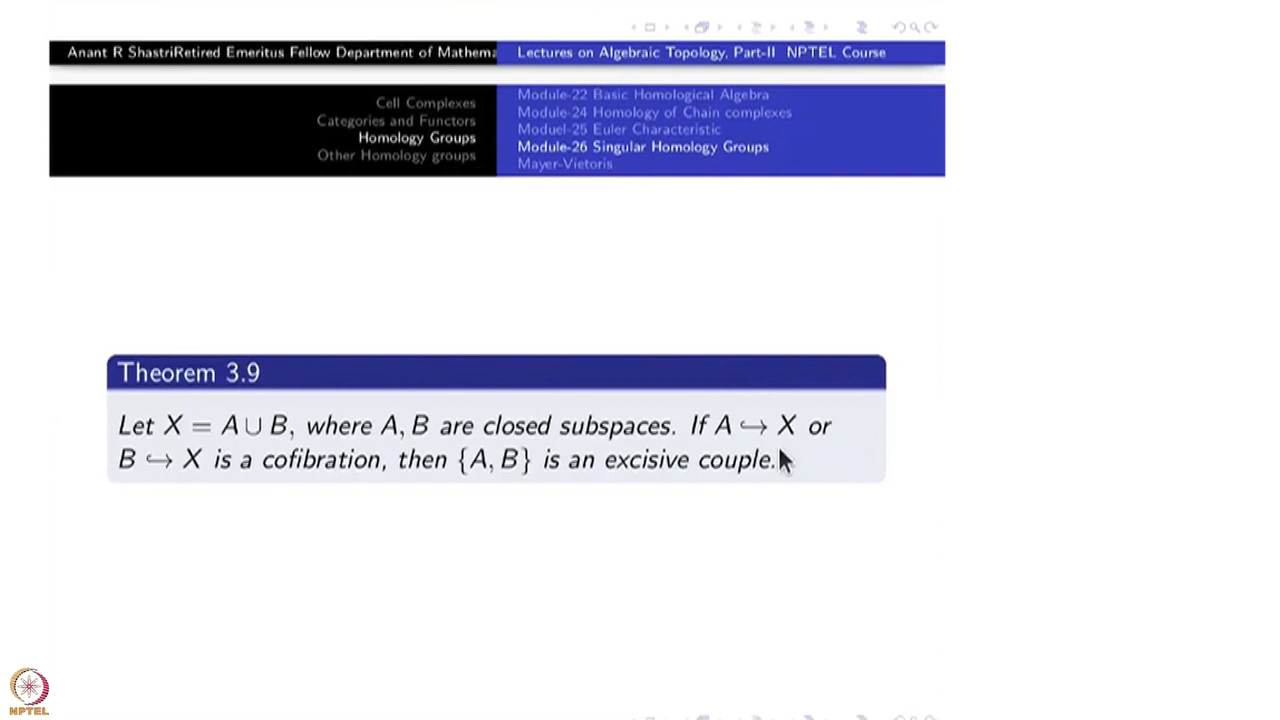 Anant R ShastriRetired Emeritus Fellow Department of Mathema
Lectures on Algebraic Topology, Part-II NPTEL Course
Cell Complexes
Categories and Functors
Homology Groups
Other Homology groups
Module-22 Basic Homological Algebra
Module-24 Homology of Chain complexes
Moduel-25 Euler Characteristic
Module-26 Singular Homology Groups
Mayer-Vietoris
Theorem 3.9
Let X = A ∪ B, where A, B are closed subspaces. If A ↪ X or
B ↪ X is a cofibration, then {A, B} is an excisive couple.
NPTEL